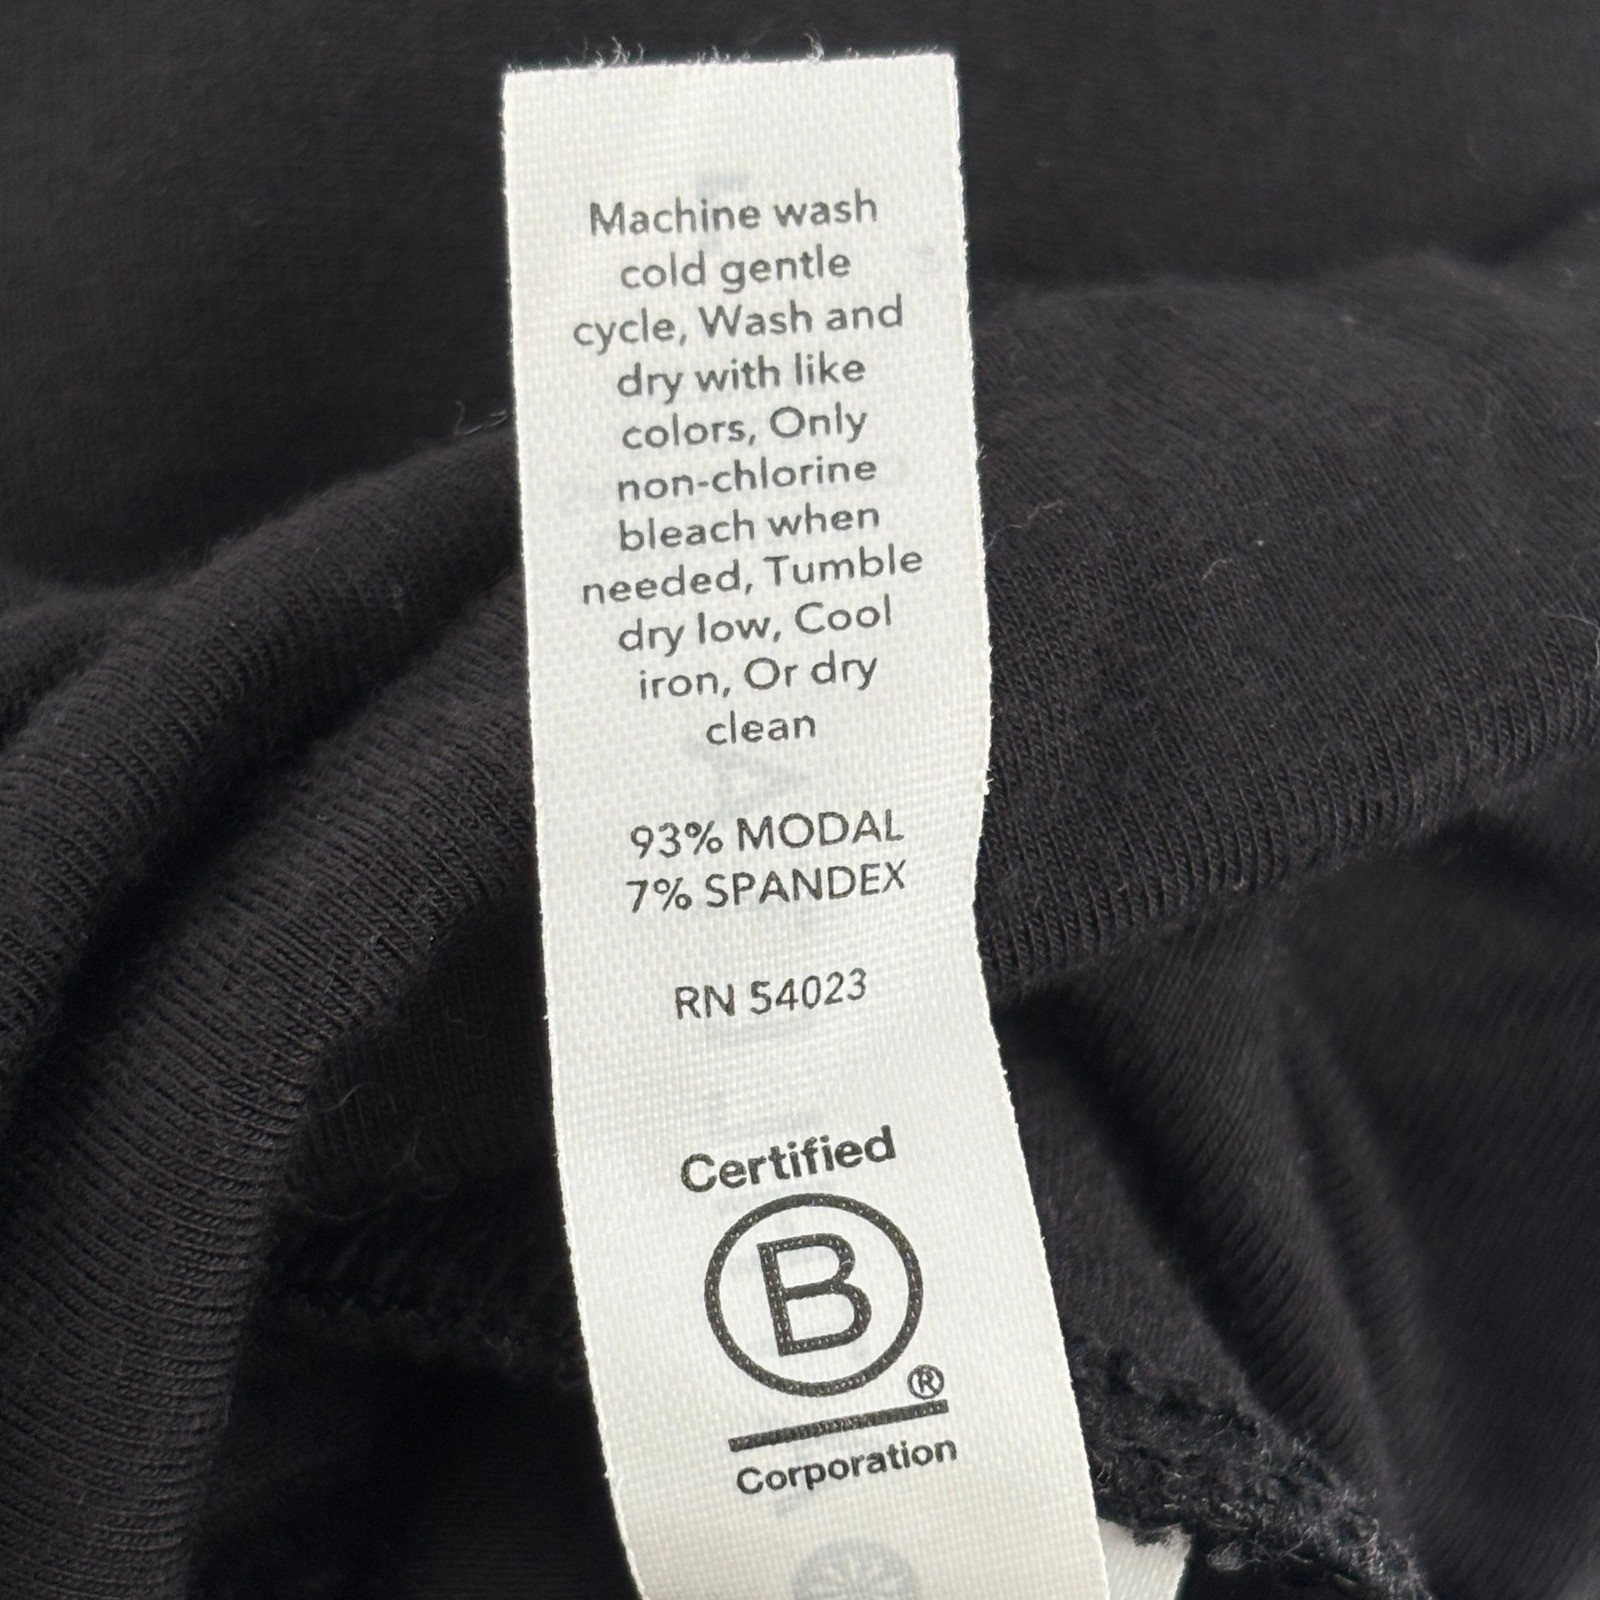 Machine wash
cold gentle
cycle, Wash and
dry with like
colors, Only
non-chlorine
bleach when
needed, Tumble
dry low, Cool
iron, Or dry
clean
93% MODAL
7% SPANDEX
RN 54023
Certified
B
®
Corporation